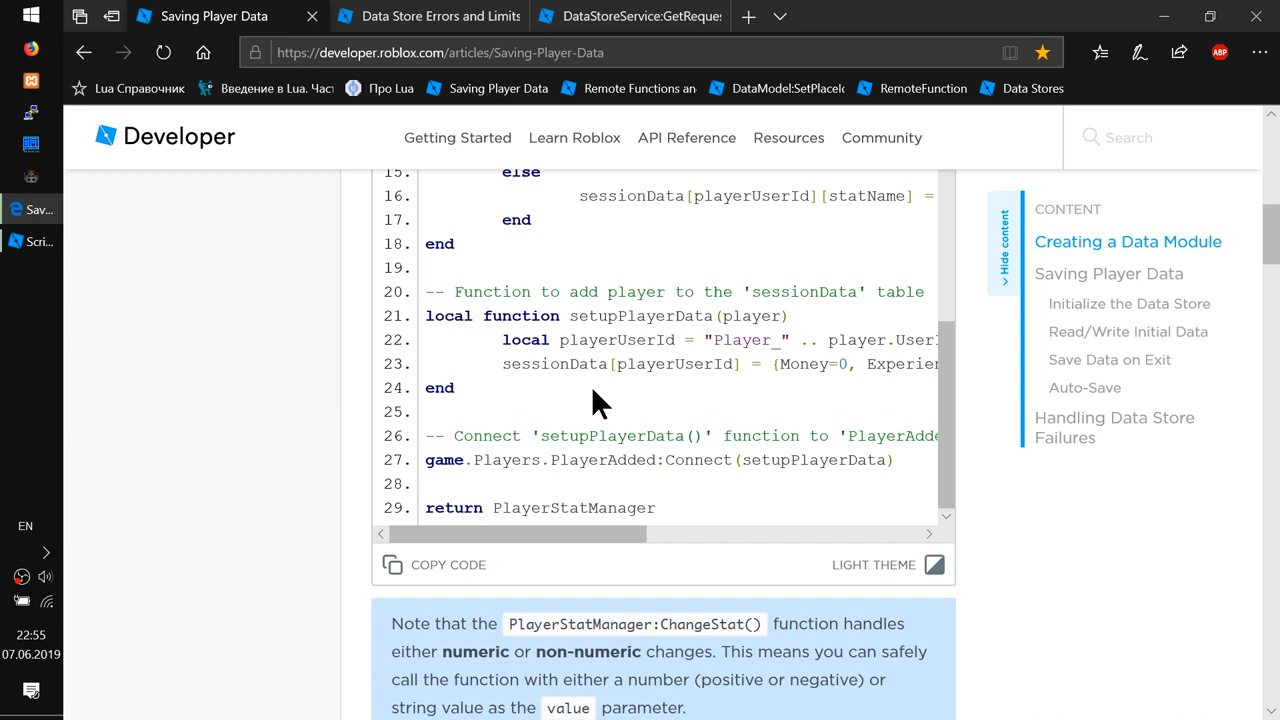 Saving Player Data
Data Store Errors and Limits
DataStoreService:GetReque
https://developer.roblox.com/articles/Saving-Player-Data
ABP
Lua Справочник
Введение в Lua. Част
Про Lua
Saving Player Data
Remote Functions an
DataModel:SetPlaceI
RemoteFunction
Data Stores
Developer
Getting Started
Learn Roblox
API Reference
Resources
Community
Search
Sav...
Scri...
15. else
16. sessionData[playerUserId][statName] =
17. end
18. end
19.
20. -- Function to add player to the 'sessionData' table
21. local function setupPlayerData(player)
22. local playerUserId = "Player_" .. player.UserI
23. sessionData[playerUserId] = {Money=0, Experien
24. end
25.
26. -- Connect 'setupPlayerData()' function to 'PlayerAdde
27. game.Players.PlayerAdded:Connect(setupPlayerData)
28.
29. return PlayerStatManager
COPY CODE
LIGHT THEME
Note that the PlayerStatManager:ChangeStat() function handles
either numeric or non-numeric changes. This means you can safely
call the function with either a number (positive or negative) or
string value as the value parameter.
Hide content
CONTENT
Creating a Data Module
Saving Player Data
Initialize the Data Store
Read/Write Initial Data
Save Data on Exit
Auto-Save
Handling Data Store
Failures
EN
22:55
07.06.2019